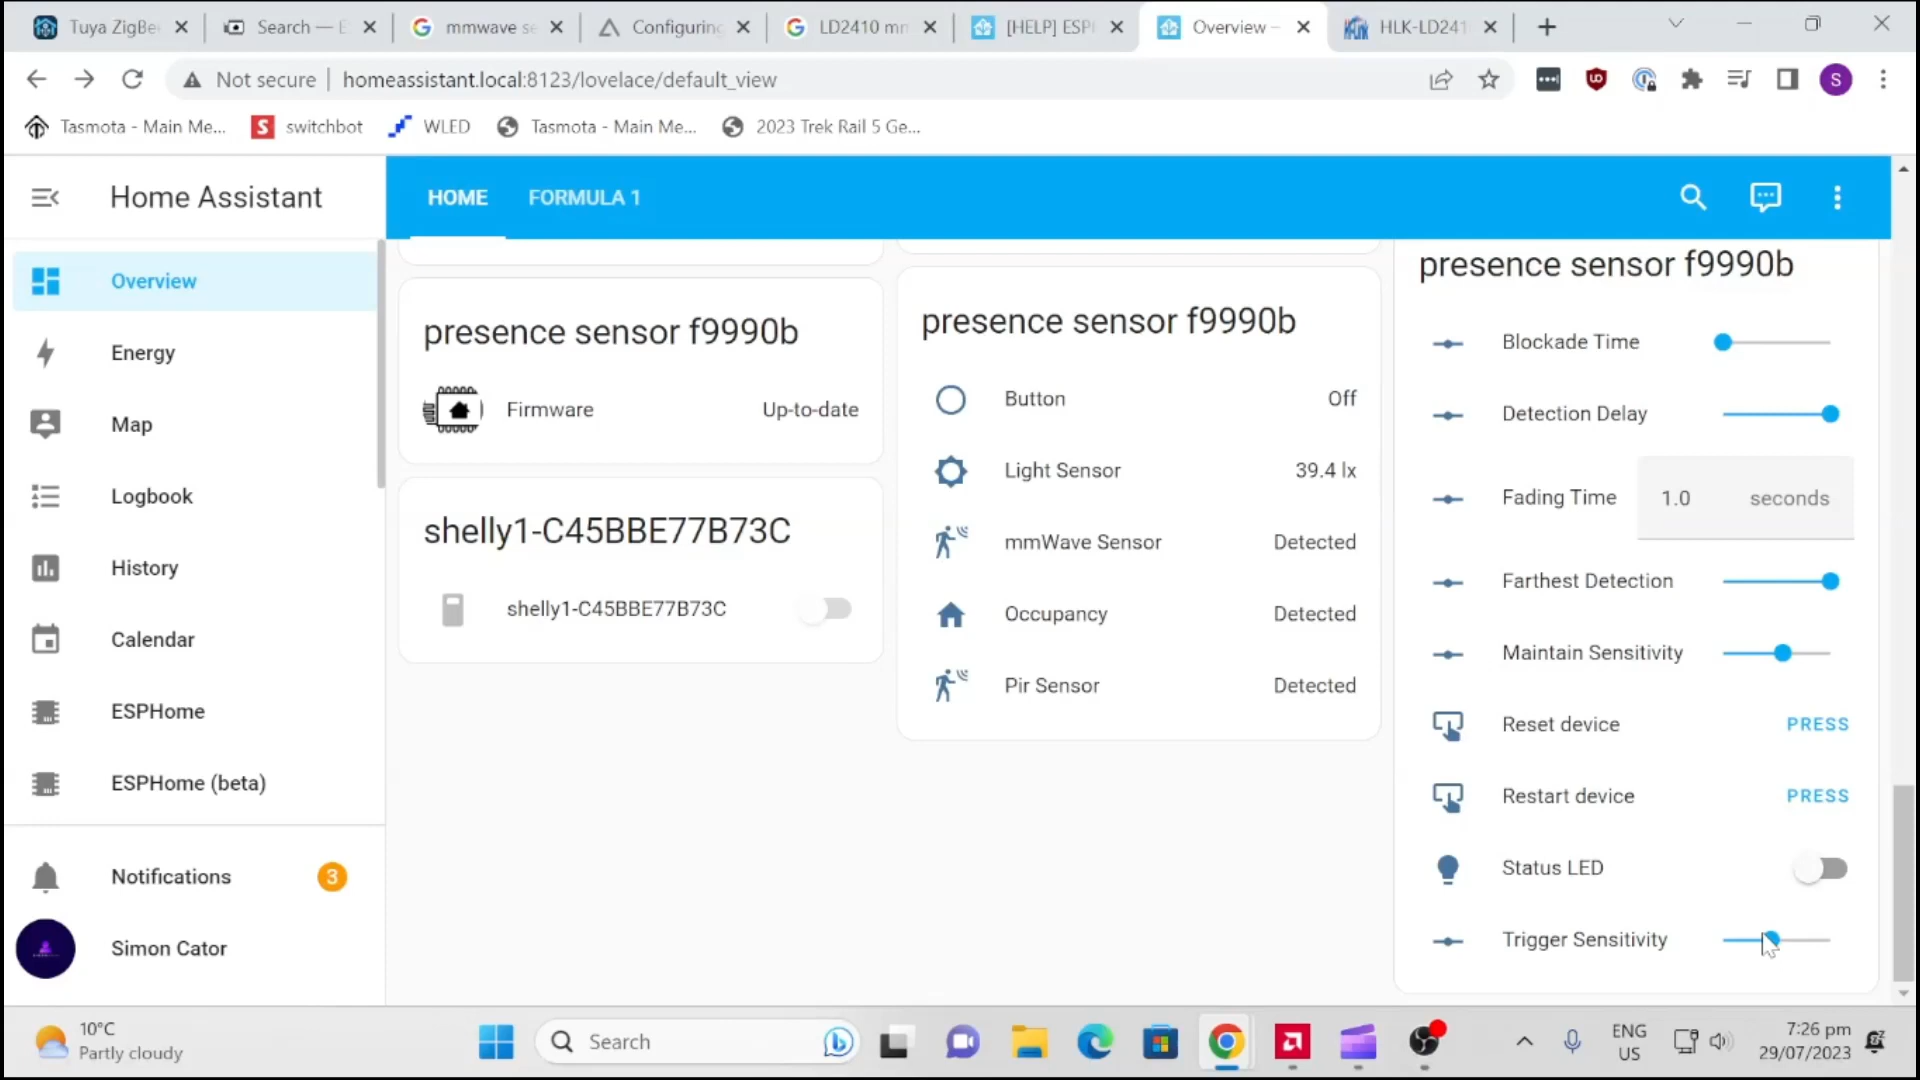 Tuya ZigBe
Search — E
mmwave se
Configuring
LD2410 mm
[HELP] ESPH
Overview –
HLK-LD241
Not secure
homeassistant.local:8123/lovelace/default_view
S
Tasmota - Main Me...
switchbot
WLED
Tasmota - Main Me...
2023 Trek Rail 5 Ge...
Home Assistant
HOME
FORMULA 1
Overview
Energy
Map
Logbook
History
Calendar
ESPHome
ESPHome (beta)
Notifications
3
Simon Cator
presence sensor f9990b
Firmware
Up-to-date
shelly1-C45BBE77B73C
shelly1-C45BBE77B73C
presence sensor f9990b
Button
Off
Light Sensor
39.4 lx
mmWave Sensor
Detected
Occupancy
Detected
Pir Sensor
Detected
presence sensor f9990b
Blockade Time
Detection Delay
Fading Time
1.0
seconds
Farthest Detection
Maintain Sensitivity
Reset device
PRESS
Restart device
PRESS
Status LED
Trigger Sensitivity
10°C
Partly cloudy
Search
ENG
US
7:26 pm
29/07/2023